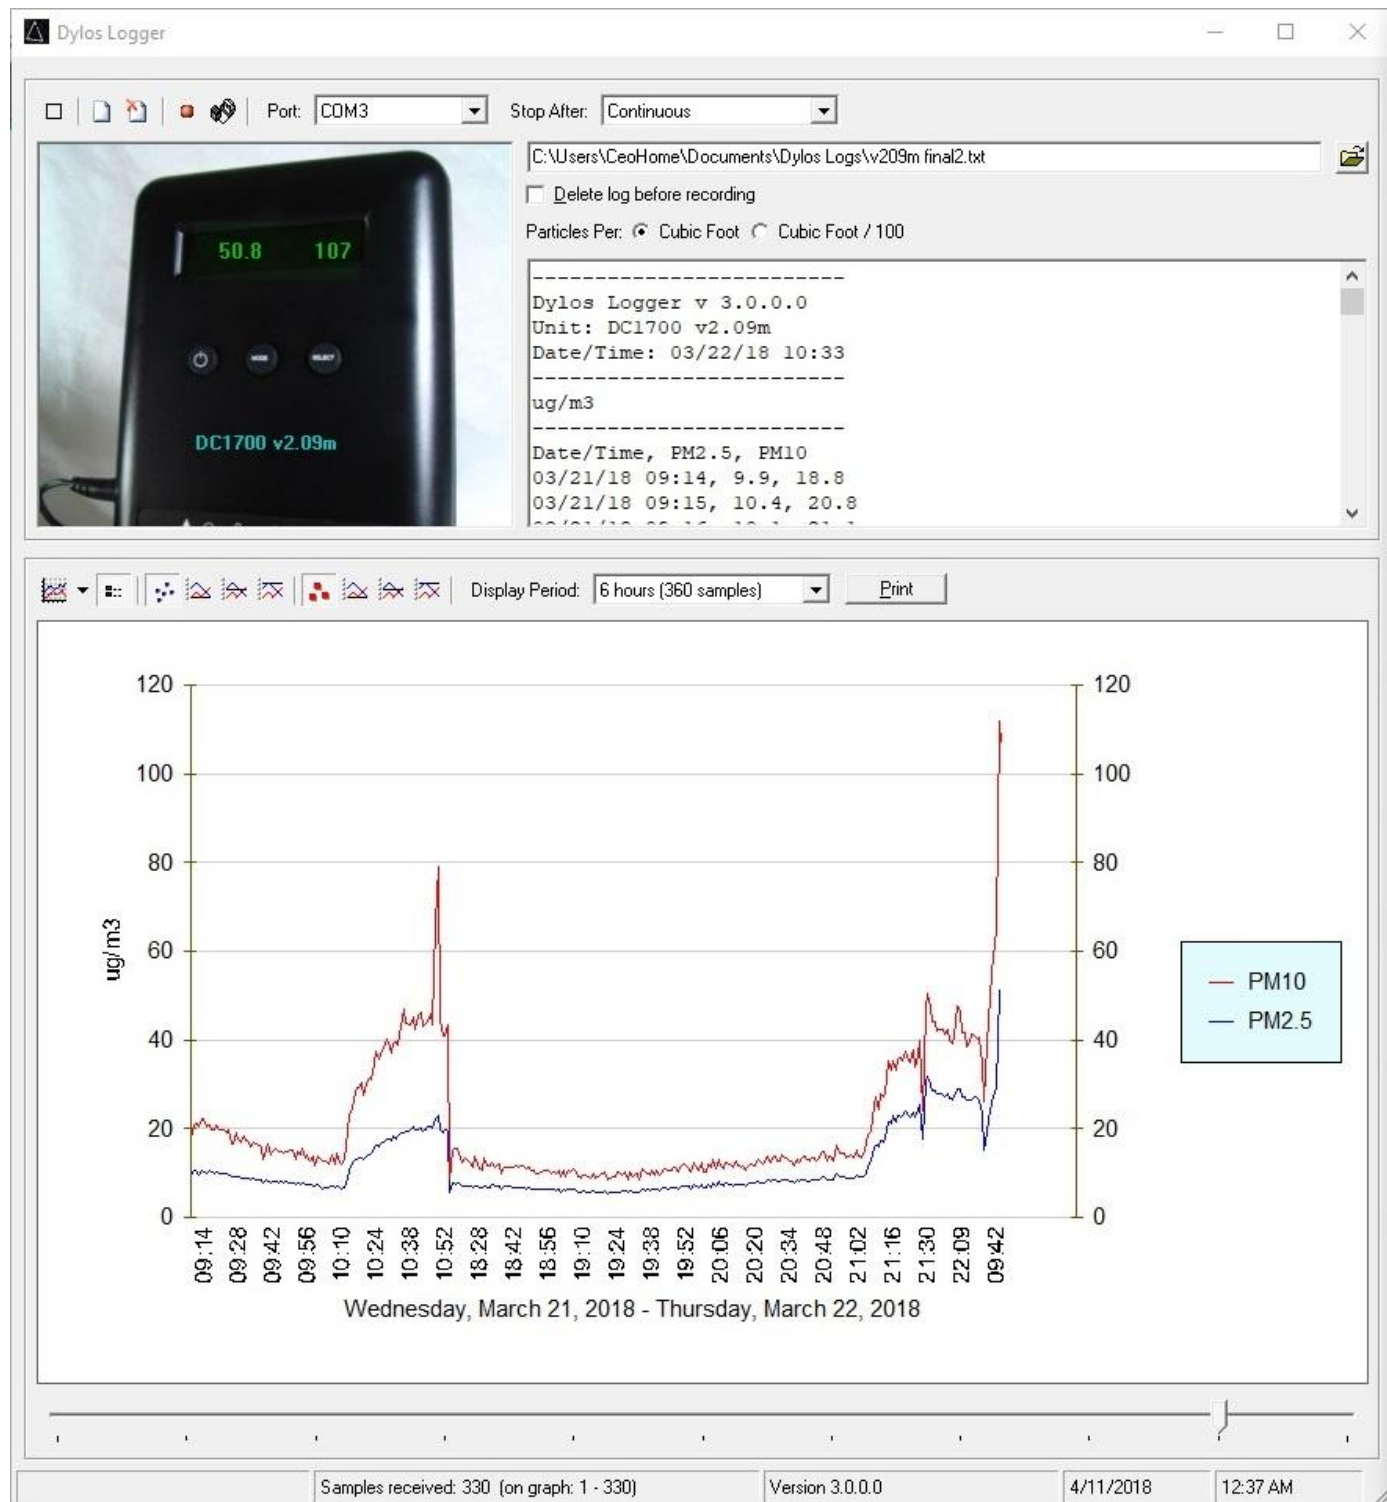 Dylos Logger
Port: COM3 Stop After: Continuous
C:\Users\CeoHome\Documents\Dylos Logs\v209m final2.txt
Delete log before recording
Particles Per: Cubic Foot Cubic Foot / 100
50.8 107
MODE SELECT
DC1700 v2.09m
-------------------------
Dylos Logger v 3.0.0.0
Unit: DC1700 v2.09m
Date/Time: 03/22/18 10:33
-------------------------
ug/m3
-------------------------
Date/Time, PM2.5, PM10
03/21/18 09:14, 9.9, 18.8
03/21/18 09:15, 10.4, 20.8
Display Period: 6 hours (360 samples) Print
120 120
100 100
80 80
60 60
40 40
20 20
0 0
ug/m3
PM10
PM2.5
09:14 09:28 09:42 09:56 10:10 10:24 10:38 10:52 18:28 18:42 18:56 19:10 19:24 19:38 19:52 20:06 20:20 20:34 20:48 21:02 21:16 21:30 22:09 09:42
Wednesday, March 21, 2018 - Thursday, March 22, 2018
Samples received: 330 (on graph: 1 - 330) Version 3.0.0.0 4/11/2018 12:37 AM